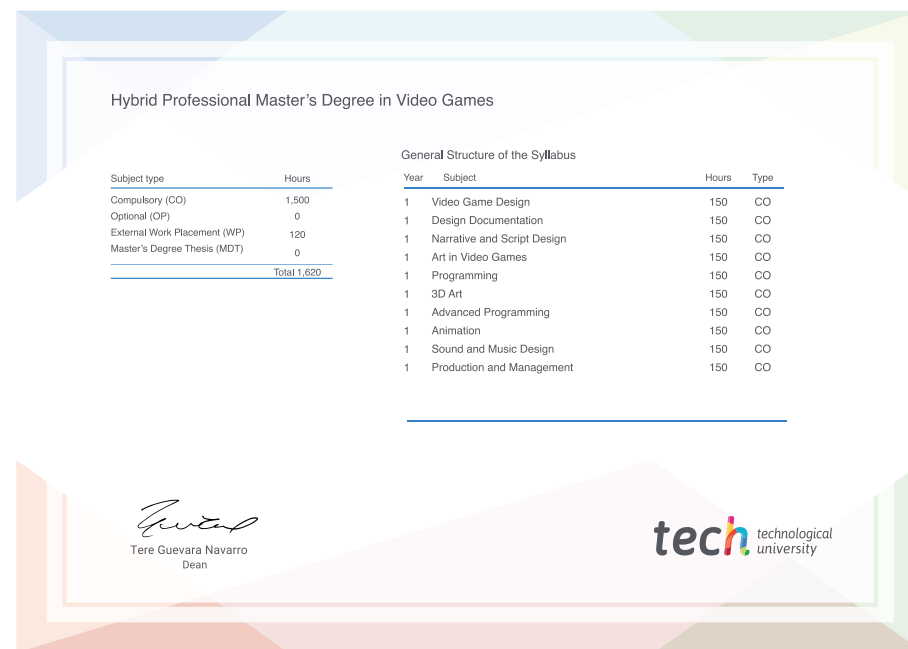 Hybrid Professional Master's Degree in Video Games
Subject type Hours
Compulsory (CO) 1,500
Optional (OP) 0
External Work Placement (WP) 120
Master's Degree Thesis (MDT) 0
Total 1,620
General Structure of the Syllabus
Year Subject Hours Type
1 Video Game Design 150 CO
1 Design Documentation 150 CO
1 Narrative and Script Design 150 CO
1 Art in Video Games 150 CO
1 Programming 150 CO
1 3D Art 150 CO
1 Advanced Programming 150 CO
1 Animation 150 CO
1 Sound and Music Design 150 CO
1 Production and Management 150 CO
Tere Guevara Navarro
Dean
tech technological
university